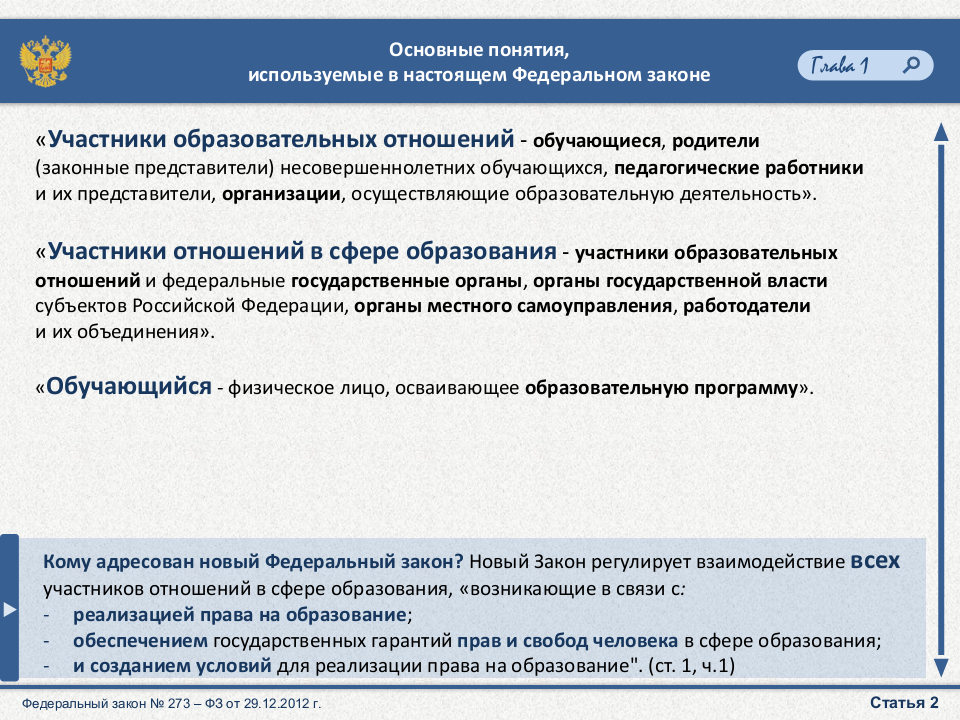 Основные понятия,
используемые в настоящем Федеральном законе
Глава 1
«Участники образовательных отношений - обучающиеся, родители
(законные представители) несовершеннолетних обучающихся, педагогические работники
и их представители, организации, осуществляющие образовательную деятельность».
«Участники отношений в сфере образования - участники образовательных
отношений и федеральные государственные органы, органы государственной власти
субъектов Российской Федерации, органы местного самоуправления, работодатели
и их объединения».
«Обучающийся - физическое лицо, осваивающее образовательную программу».
Кому адресован новый Федеральный закон? Новый Закон регулирует взаимодействие всех
участников отношений в сфере образования, «возникающие в связи с:
- реализацией права на образование;
- обеспечением государственных гарантий прав и свобод человека в сфере образования;
- и созданием условий для реализации права на образование". (ст. 1, ч.1)
Федеральный закон № 273 – ФЗ от 29.12.2012 г.
Статья 2